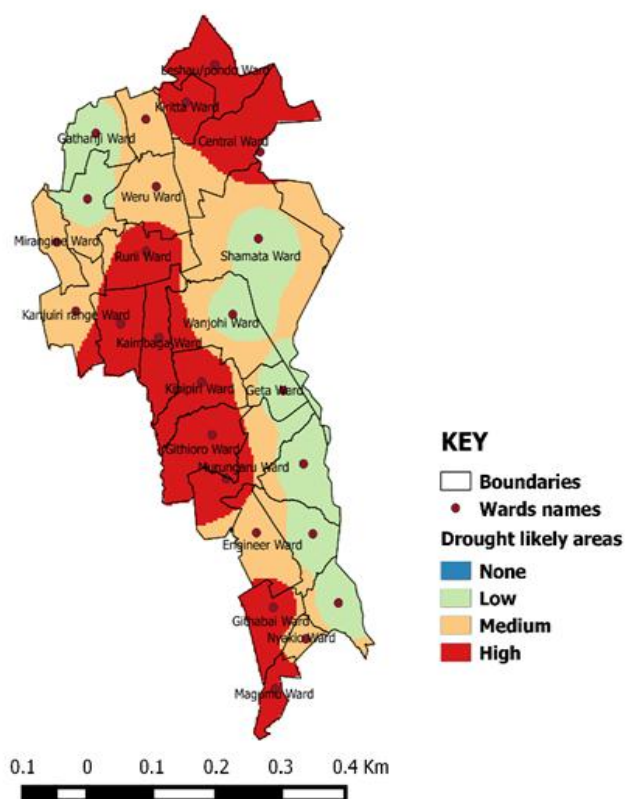 Leshau/pondo Ward
Kiritta Ward
Gathanji Ward
Central Ward
Weru Ward
Mirangine Ward
Rurii Ward
Shamata Ward
Kanjuiri range Ward
Wanjohi Ward
Kaimbaga Ward
Kipipiri Ward
Geta Ward
Githioro Ward
Murungaru Ward
Engineer Ward
Githabai Ward
Nyakio Ward
Magumu Ward
KEY
Boundaries
Wards names
Drought likely areas
None
Low
Medium
High
0.1 0 0.1 0.2 0.3 0.4 Km